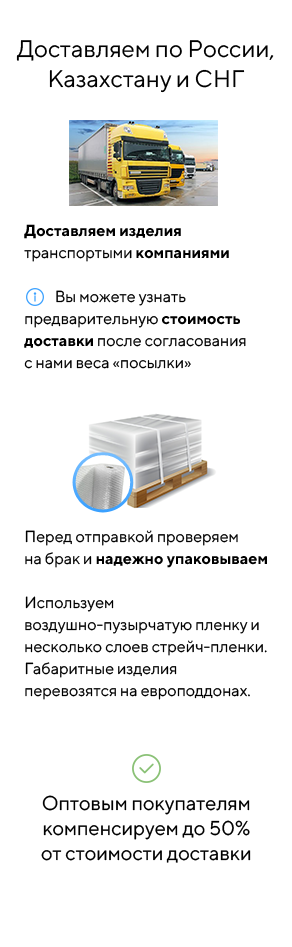 Доставляем по России,
Казахстану и СНГ
Доставляем изделия
транспортыми компаниями
Вы можете узнать
предварительную стоимость
доставки после согласования
с нами веса «посылки»
Перед отправкой проверяем
на брак и надежно упаковываем
Используем
воздушно-пузырчатую пленку и
несколько слоев стрейч-пленки.
Габаритные изделия
перевозятся на европоддонах.
Оптовым покупателям
компенсируем до 50%
от стоимости доставки